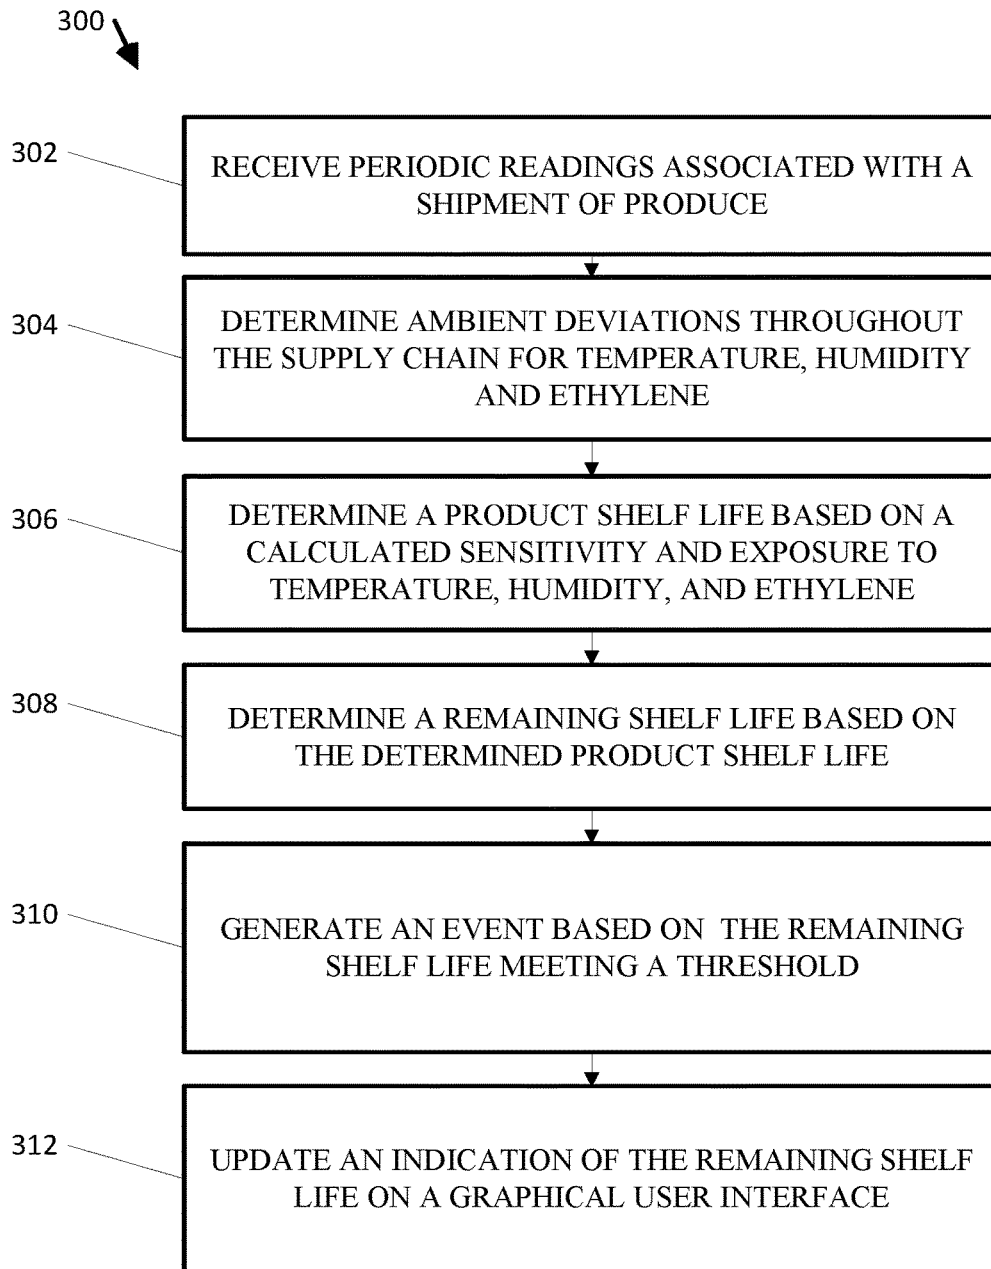 300
302
RECEIVE PERIODIC READINGS ASSOCIATED WITH A
SHIPMENT OF PRODUCE
304
DETERMINE AMBIENT DEVIATIONS THROUGHOUT
THE SUPPLY CHAIN FOR TEMPERATURE, HUMIDITY
AND ETHYLENE
306
DETERMINE A PRODUCT SHELF LIFE BASED ON A
CALCULATED SENSITIVITY AND EXPOSURE TO
TEMPERATURE, HUMIDITY, AND ETHYLENE
308
DETERMINE A REMAINING SHELF LIFE BASED ON
THE DETERMINED PRODUCT SHELF LIFE
310
GENERATE AN EVENT BASED ON THE REMAINING
SHELF LIFE MEETING A THRESHOLD
312
UPDATE AN INDICATION OF THE REMAINING SHELF
LIFE ON A GRAPHICAL USER INTERFACE